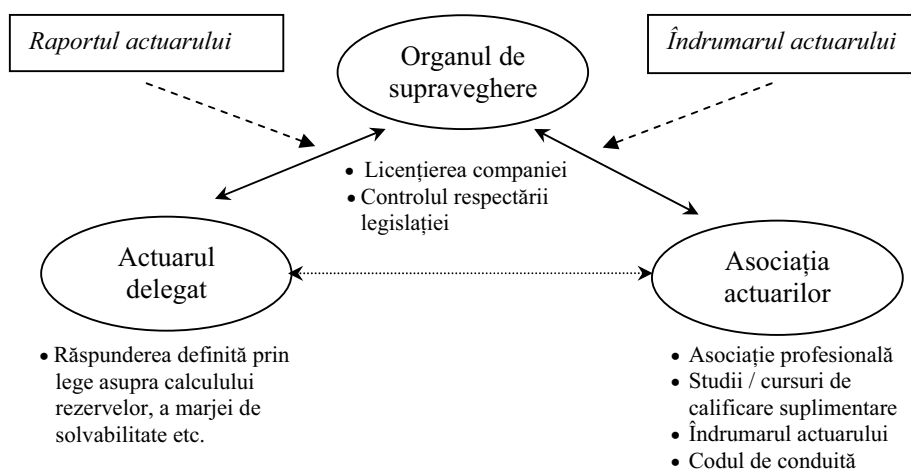 Raportul actuarului
Organul de
supraveghere
Îndrumarul actuarului
• Licențierea companiei
• Controlul respectării
legislației
Actuarul
delegat
Asociația
actuarilor
• Răspunderea definită prin
lege asupra calculului
rezervelor, a marjei de
solvabilitate etc.
• Asociație profesională
• Studii / cursuri de
calificare suplimentare
• Îndrumarul actuarului
• Codul de conduită